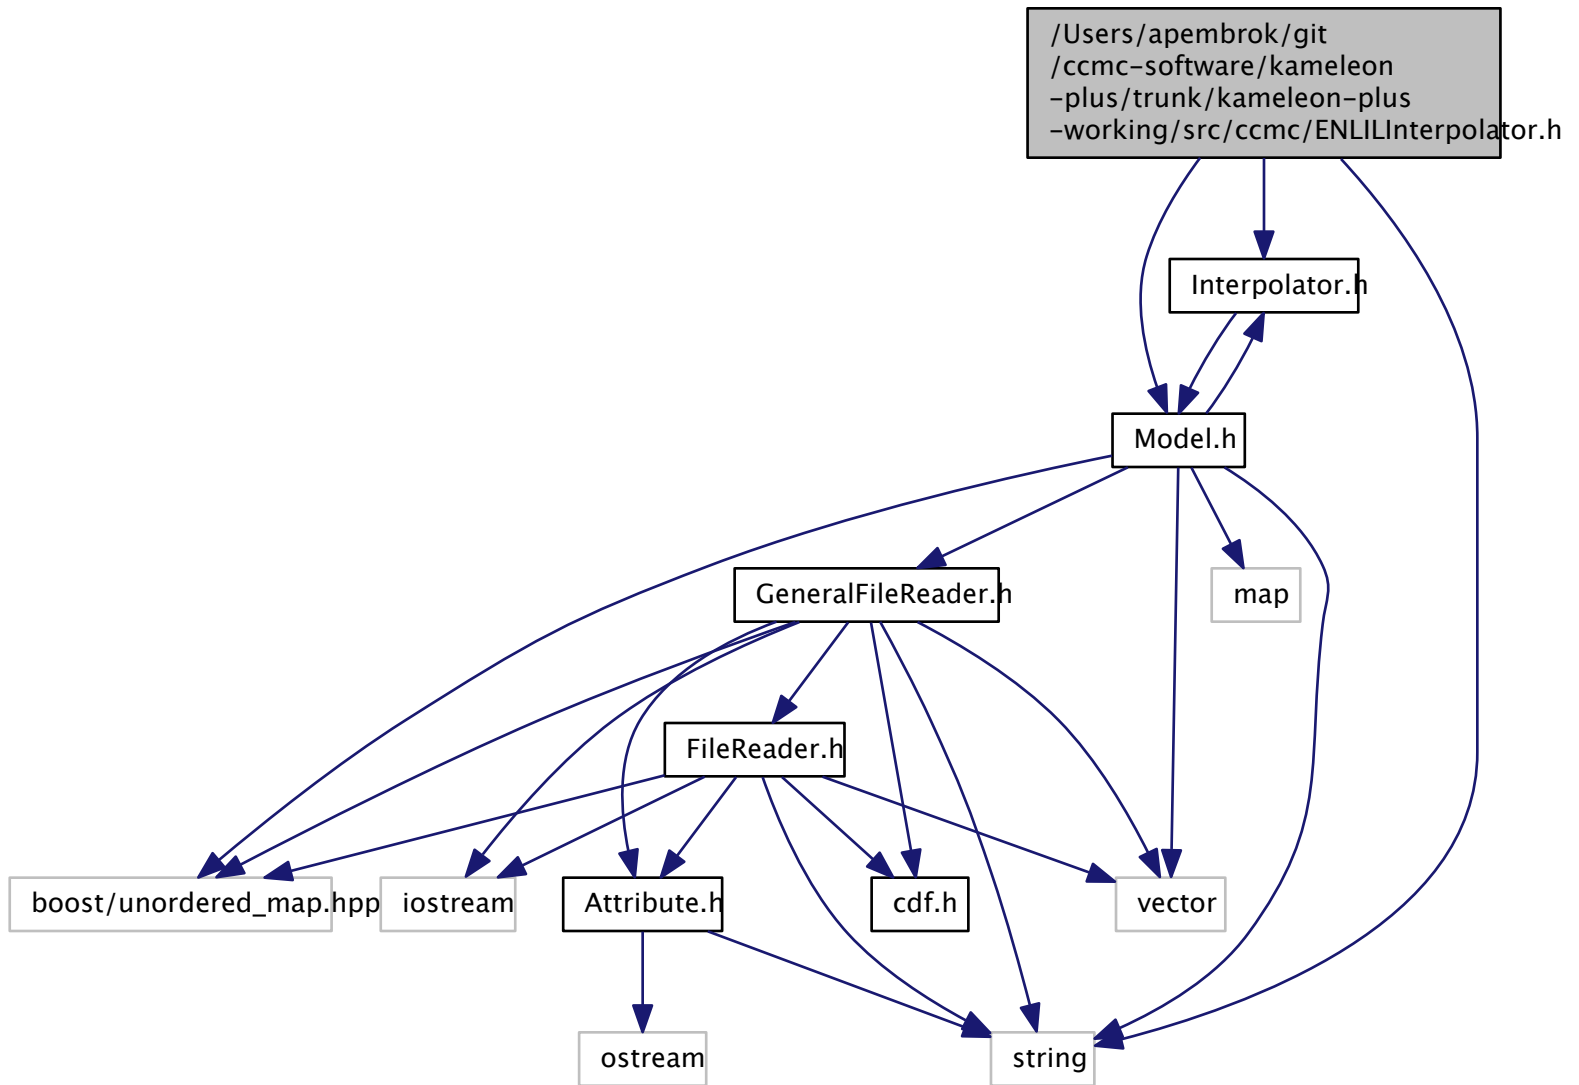 /Users/apembrok/git
/ccmc-software/kameleon
-plus/trunk/kameleon-plus
-working/src/ccmc/ENLILInterpolator.h
Interpolator.h
Model.h
GeneralFileReader.h
map
FileReader.h
boost/unordered_map.hpp
iostream
Attribute.h
cdf.h
vector
ostream
string